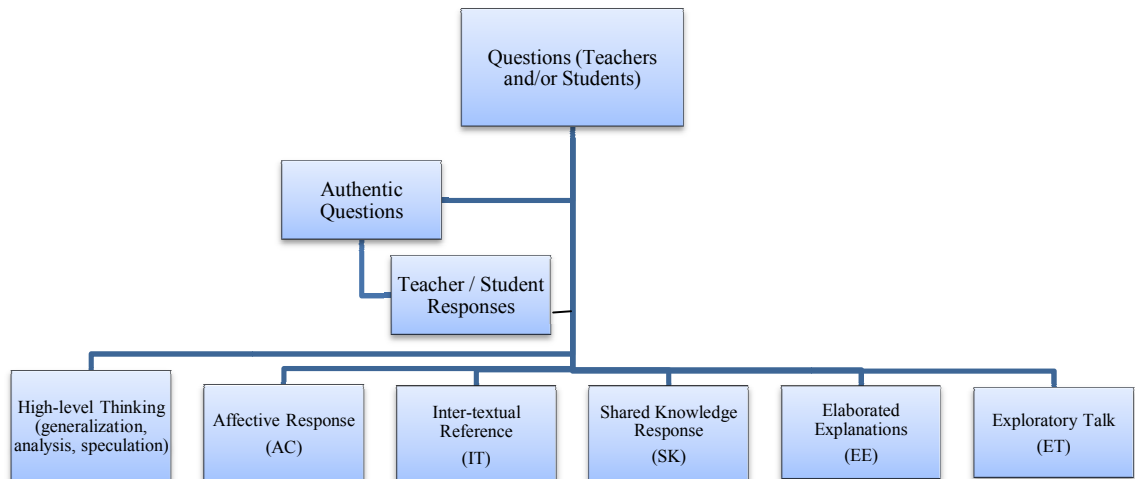 Questions (Teachers
and/or Students)
Authentic
Questions
Teacher / Student
Responses
High-level Thinking
(generalization,
analysis, speculation)
Affective Response
(AC)
Inter-textual
Reference
(IT)
Shared Knowledge
Response
(SK)
Elaborated
Explanations
(EE)
Exploratory Talk
(ET)